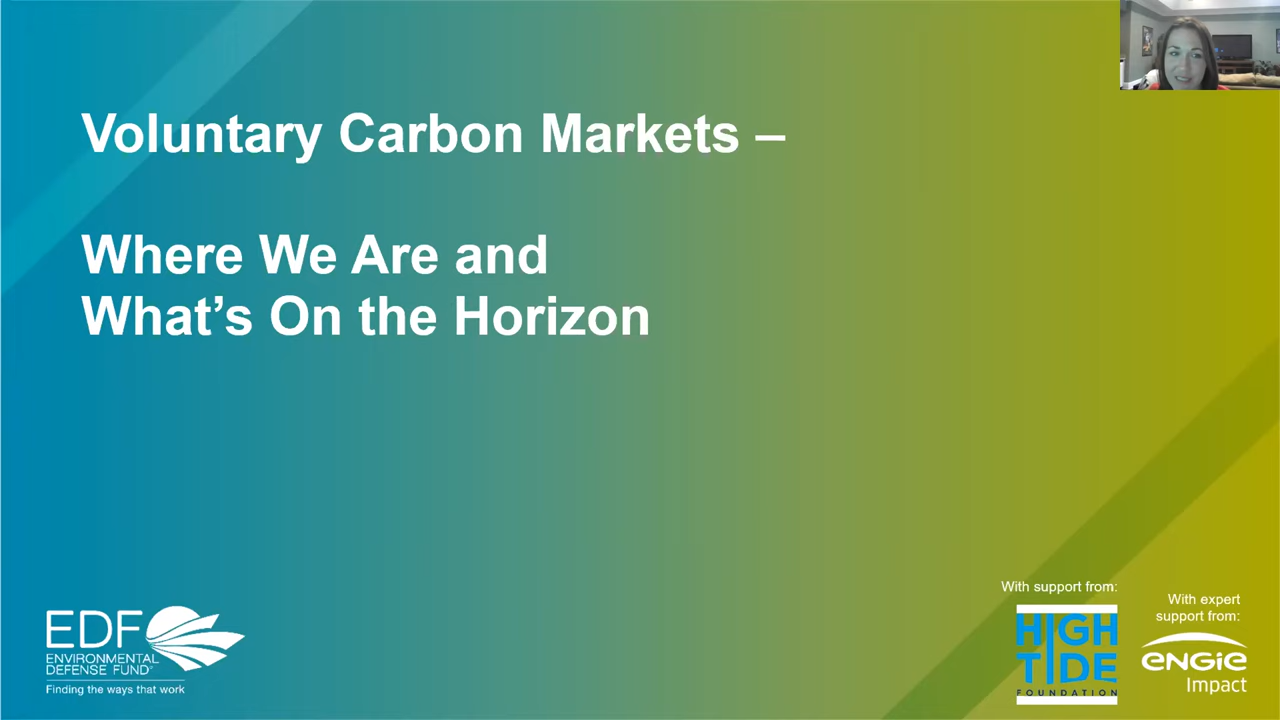 Voluntary Carbon Markets –
Where We Are and
What's On the Horizon
EDF
ENVIRONMENTAL
DEFENSE FUND®
Finding the ways that work
With support from:
HIGH
TIDE
FOUNDATION
With expert
support from:
ENGIE
Impact